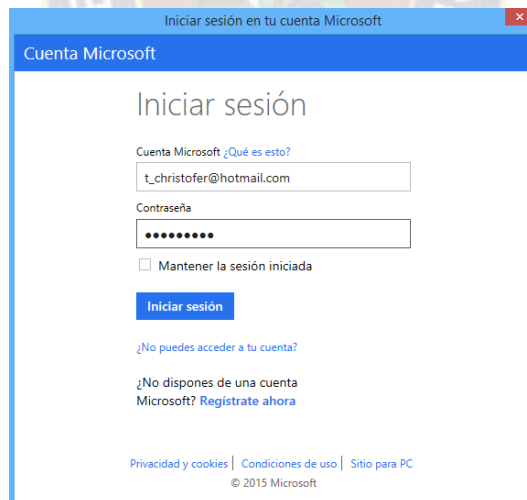 Iniciar sesión en tu cuenta Microsoft
Cuenta Microsoft
Iniciar sesión
Cuenta Microsoft ¿Qué es esto?
t_christofer@hotmail.com
Contraseña
•••••••••
Mantener la sesión iniciada
Iniciar sesión
¿No puedes acceder a tu cuenta?
¿No dispones de una cuenta
Microsoft? Regístrate ahora
Privacidad y cookies | Condiciones de uso | Sitio para PC
© 2015 Microsoft